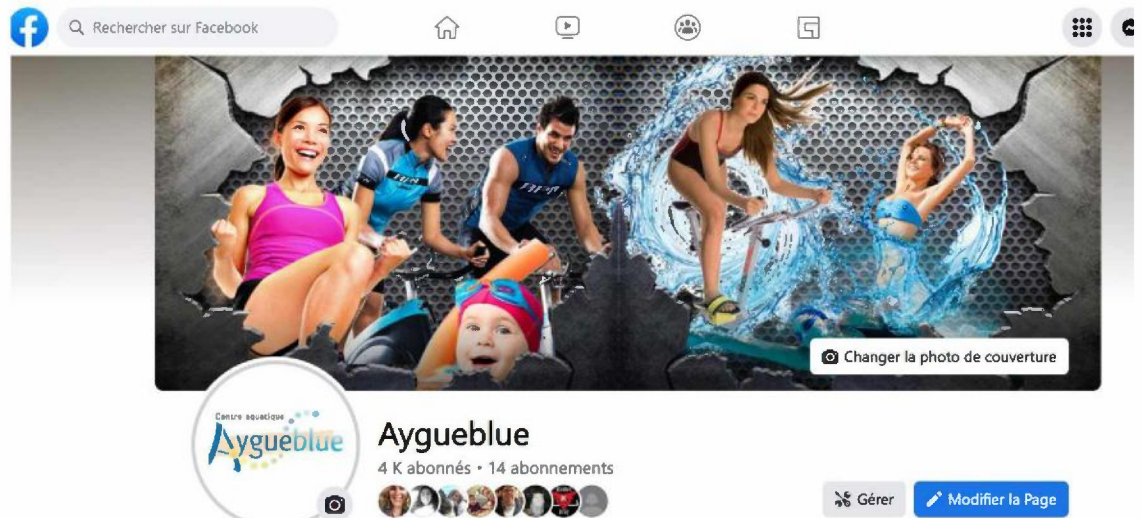 Rechercher sur Facebook
Changer la photo de couverture
Centre aquatique
Aygueblue
Aygueblue
4 K abonnés • 14 abonnements
Gérer
Modifier la Page